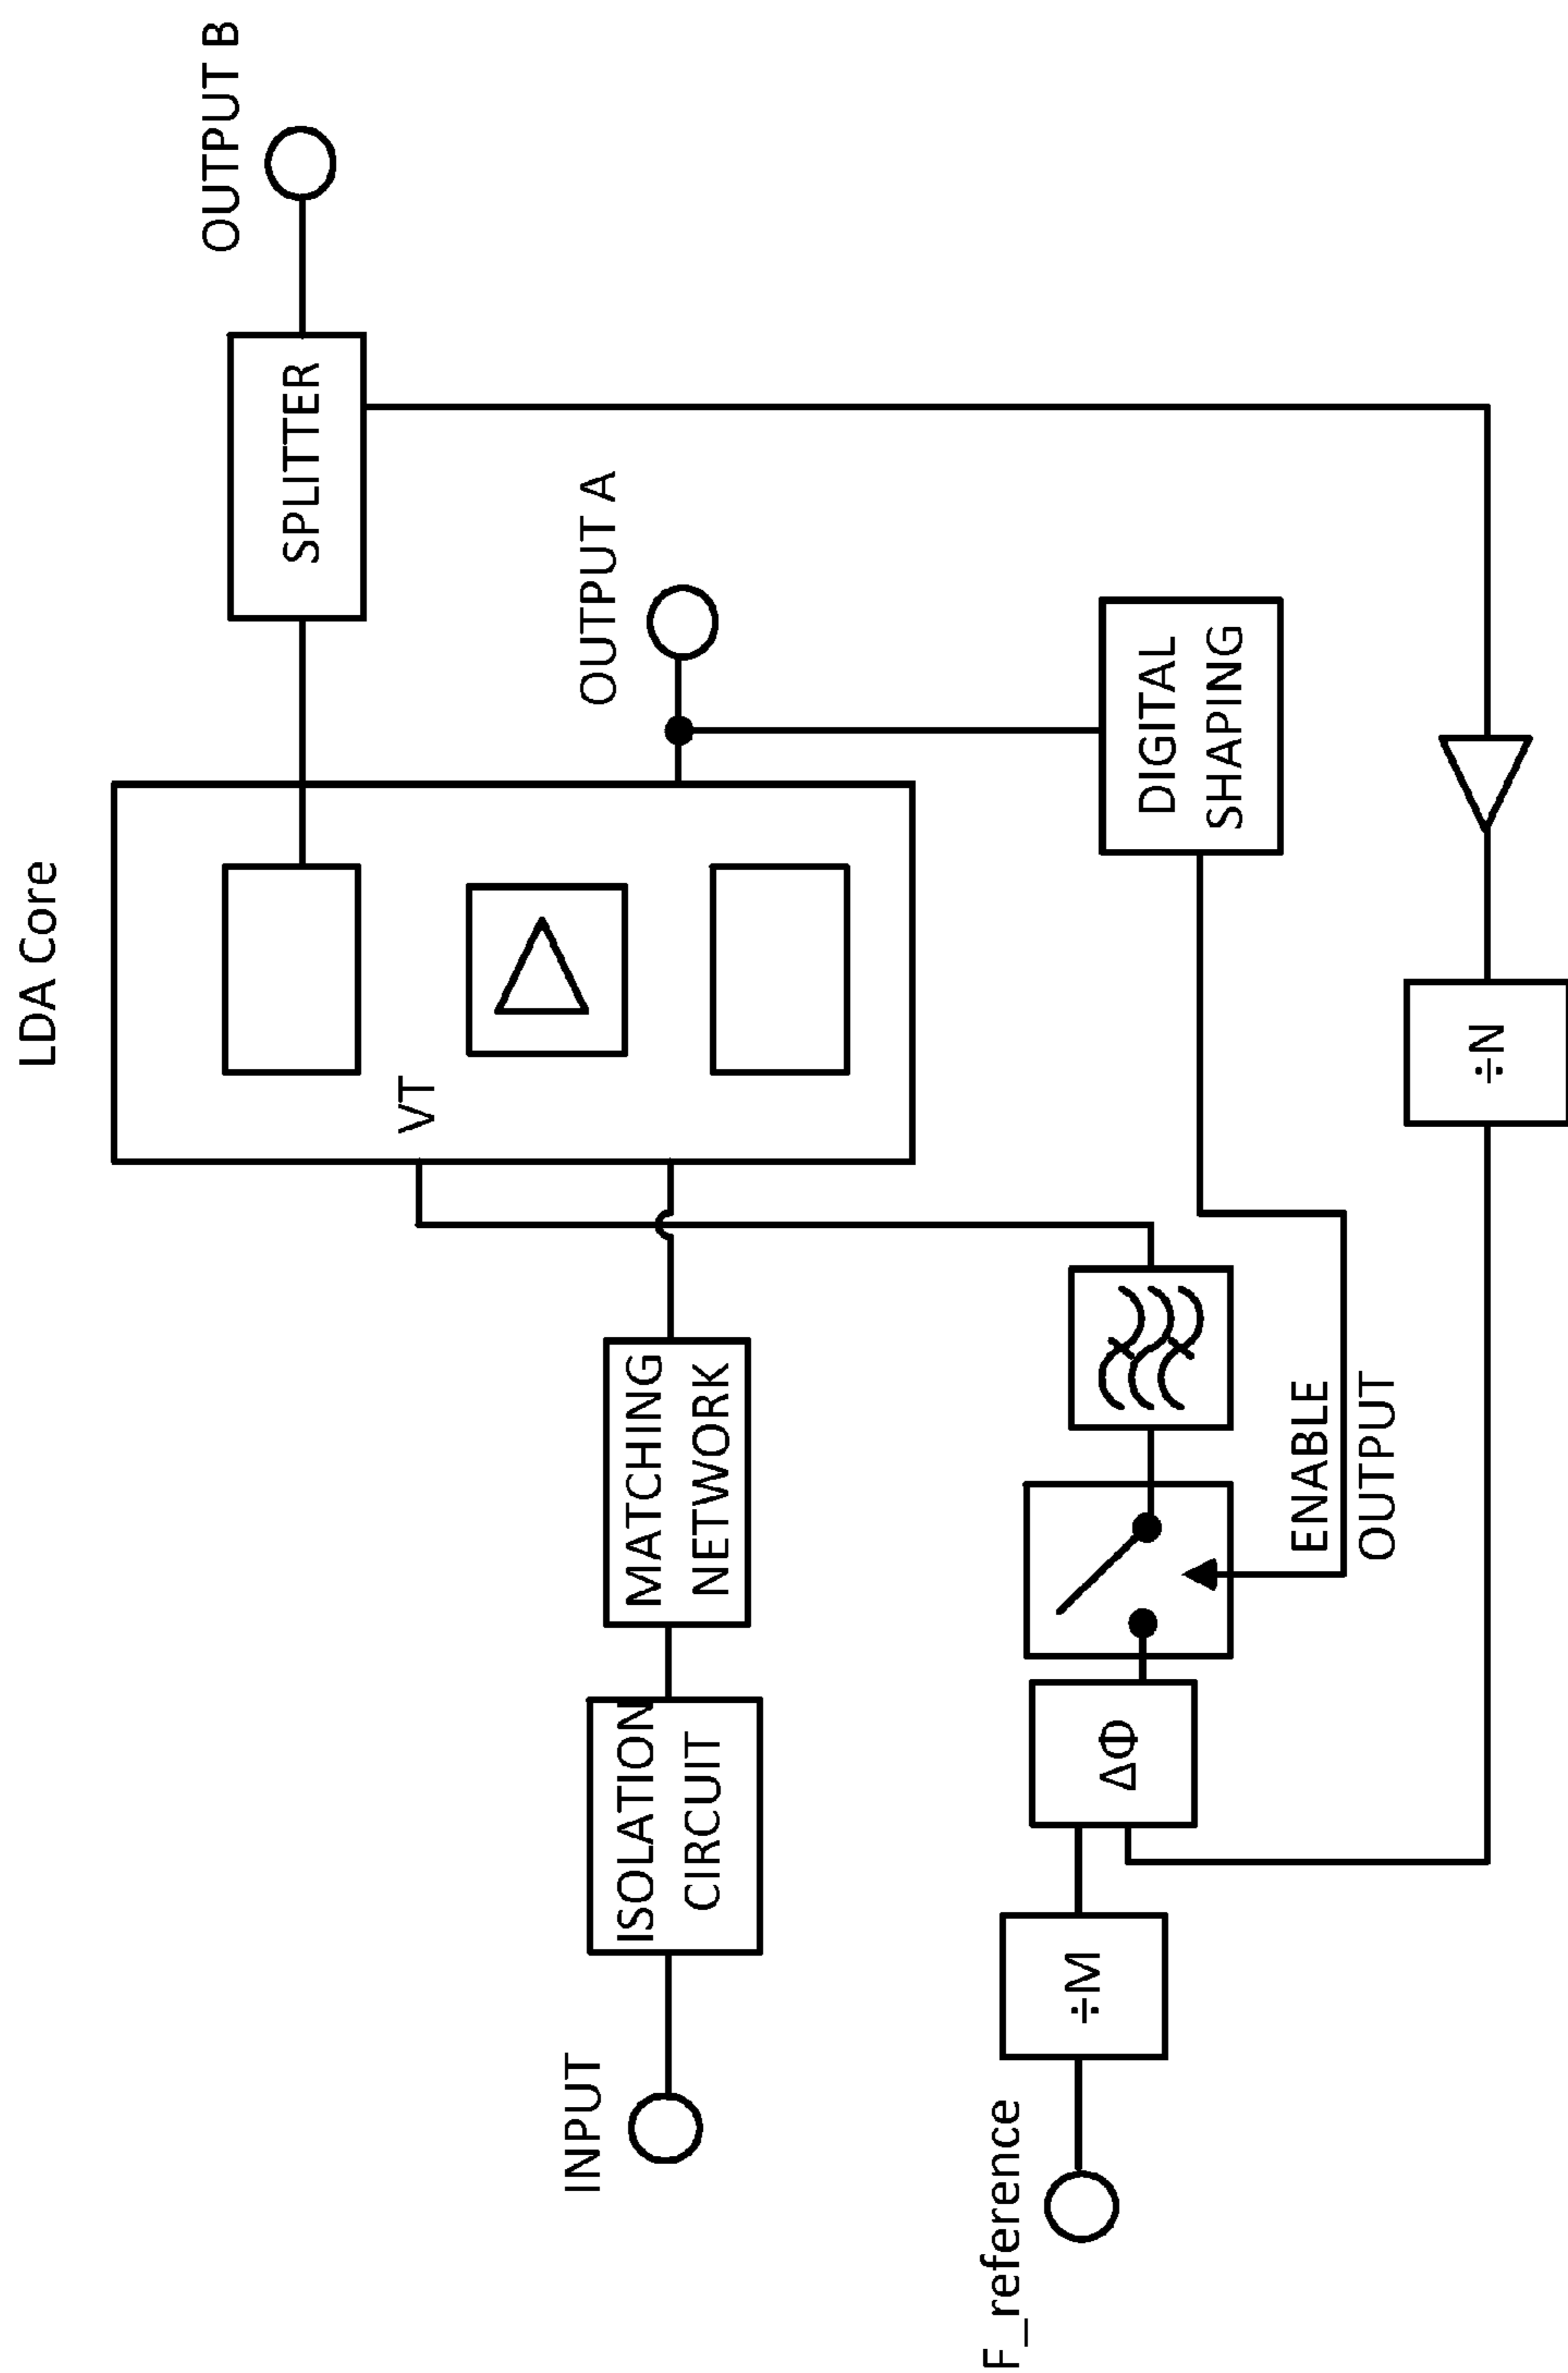 LDA Core
OUTPUT B
SPLITTER
VT
OUTPUT A
INPUT
ISOLATION
CIRCUIT
MATCHING
NETWORK
DIGITAL
SHAPING
F_reference
÷M
ΔΦ
ENABLE
OUTPUT
÷N